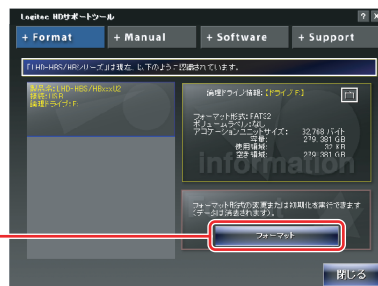 Logitec HDサポートツール
+ Format
+ Manual
+ Software
+ Support
「LHD-HBS/HBシリーズ」は現在、以下のように認識されています。
製品名:LHD-HBS/HBxxxU2
接続:USB
論理ドライブ:F:
論理ドライブ情報:【ドライブ F:】
フォーマット形式:FAT32
ボリュームラベル:なし
アロケーションユニットサイズ: 32,768 バイト
容量: 279.381 GB
使用領域: 32 KB
空き領域: 279.381 GB
information
フォーマット形式の変更または初期化を実行できます
(データは消去されます)。
フォーマット
閉じる